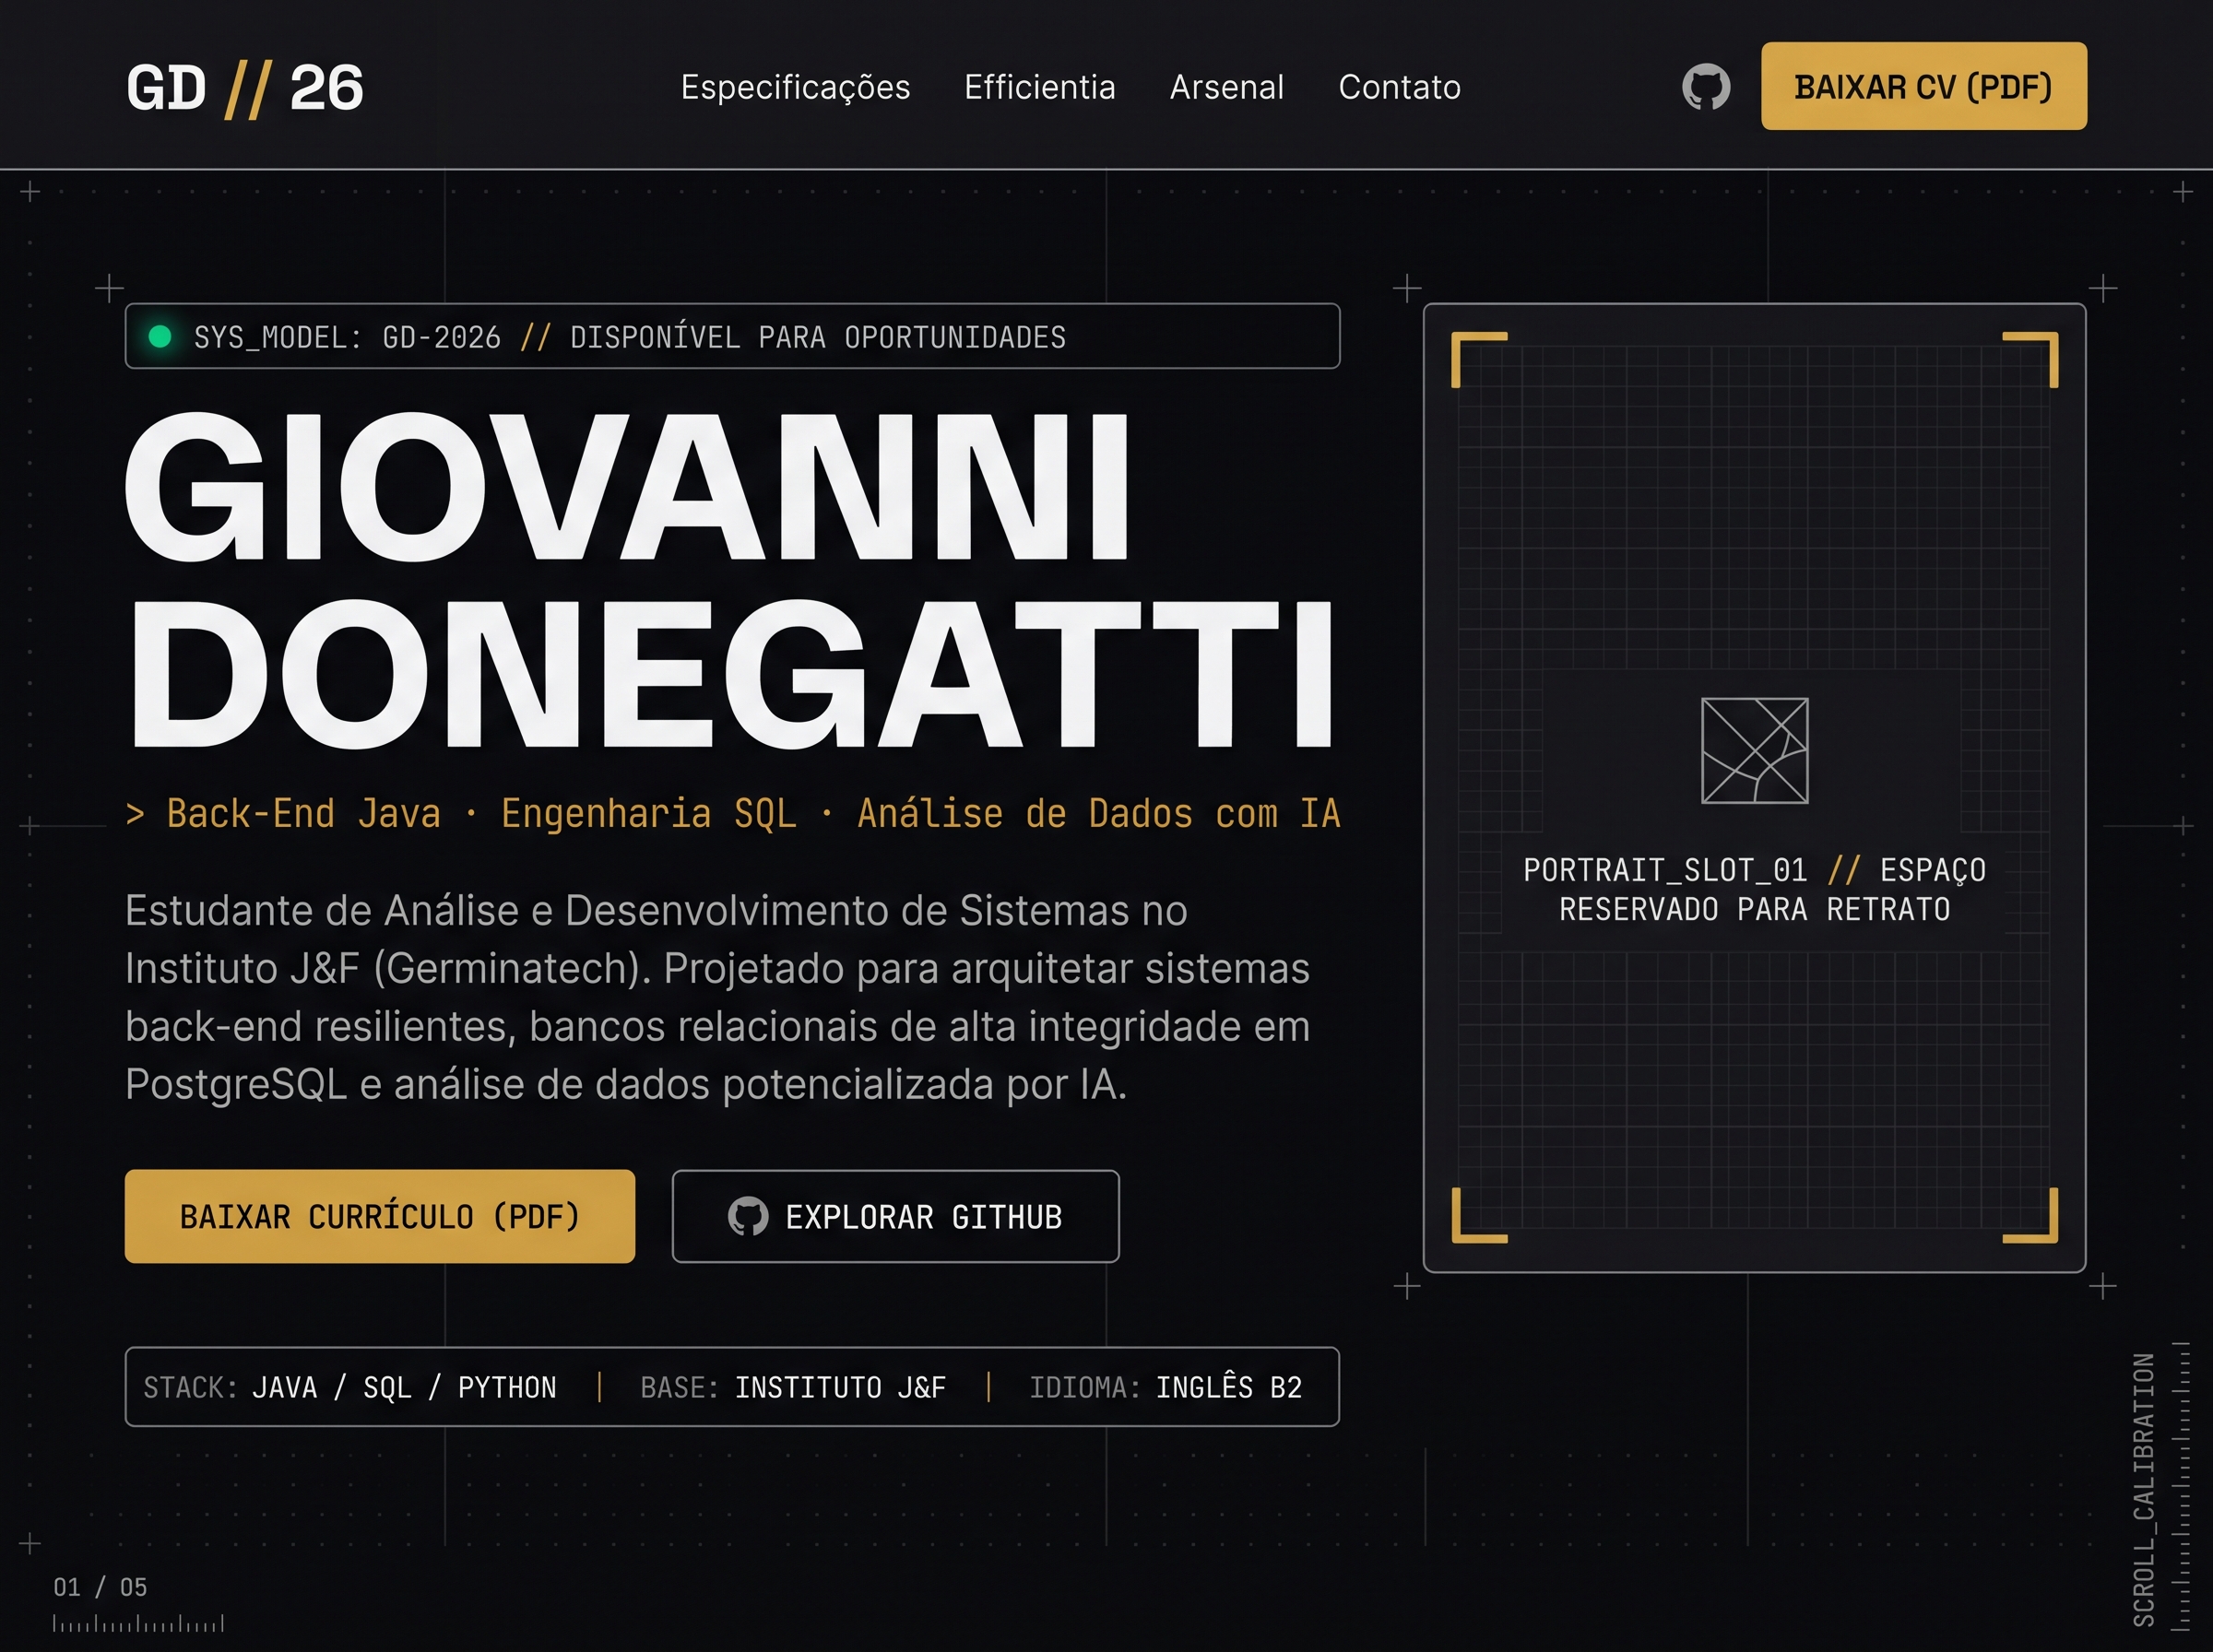 GD // 26
Especificações
Efficientia
Arsenal
Contato
BAIXAR CV (PDF)
SYS_MODEL: GD-2026 // DISPONÍVEL PARA OPORTUNIDADES
GIOVANNI
DONEGATTI
> Back-End Java · Engenharia SQL · Análise de Dados com IA
Estudante de Análise e Desenvolvimento de Sistemas no
Instituto J&F (Germinatech). Projetado para arquitetar sistemas
back-end resilientes, bancos relacionais de alta integridade em
PostgreSQL e análise de dados potencializada por IA.
BAIXAR CURRÍCULO (PDF)
EXPLORAR GITHUB
STACK: JAVA / SQL / PYTHON | BASE: INSTITUTO J&F | IDIOMA: INGLÊS B2
PORTRAIT_SLOT_01 // ESPAÇO
RESERVADO PARA RETRATO
01 / 05
SCROLL_CALIBRATION